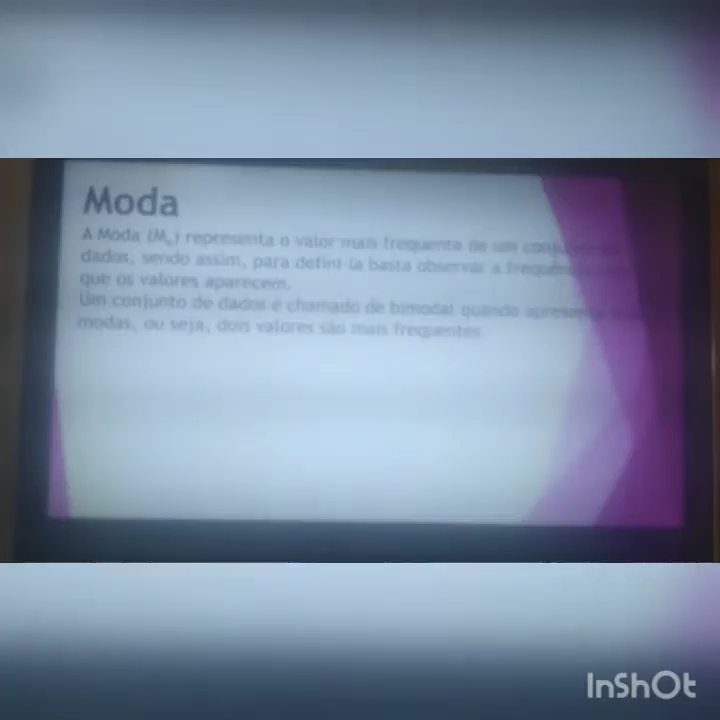 Moda
A Moda (Mo) representa o valor mais frequente de um conjunto de
dados, sendo assim, para defini-la basta observar a frequência com
que os valores aparecem.
Um conjunto de dados é chamado de bimodal quando apresenta duas
modas, ou seja, dois valores são mais frequentes
InShOt